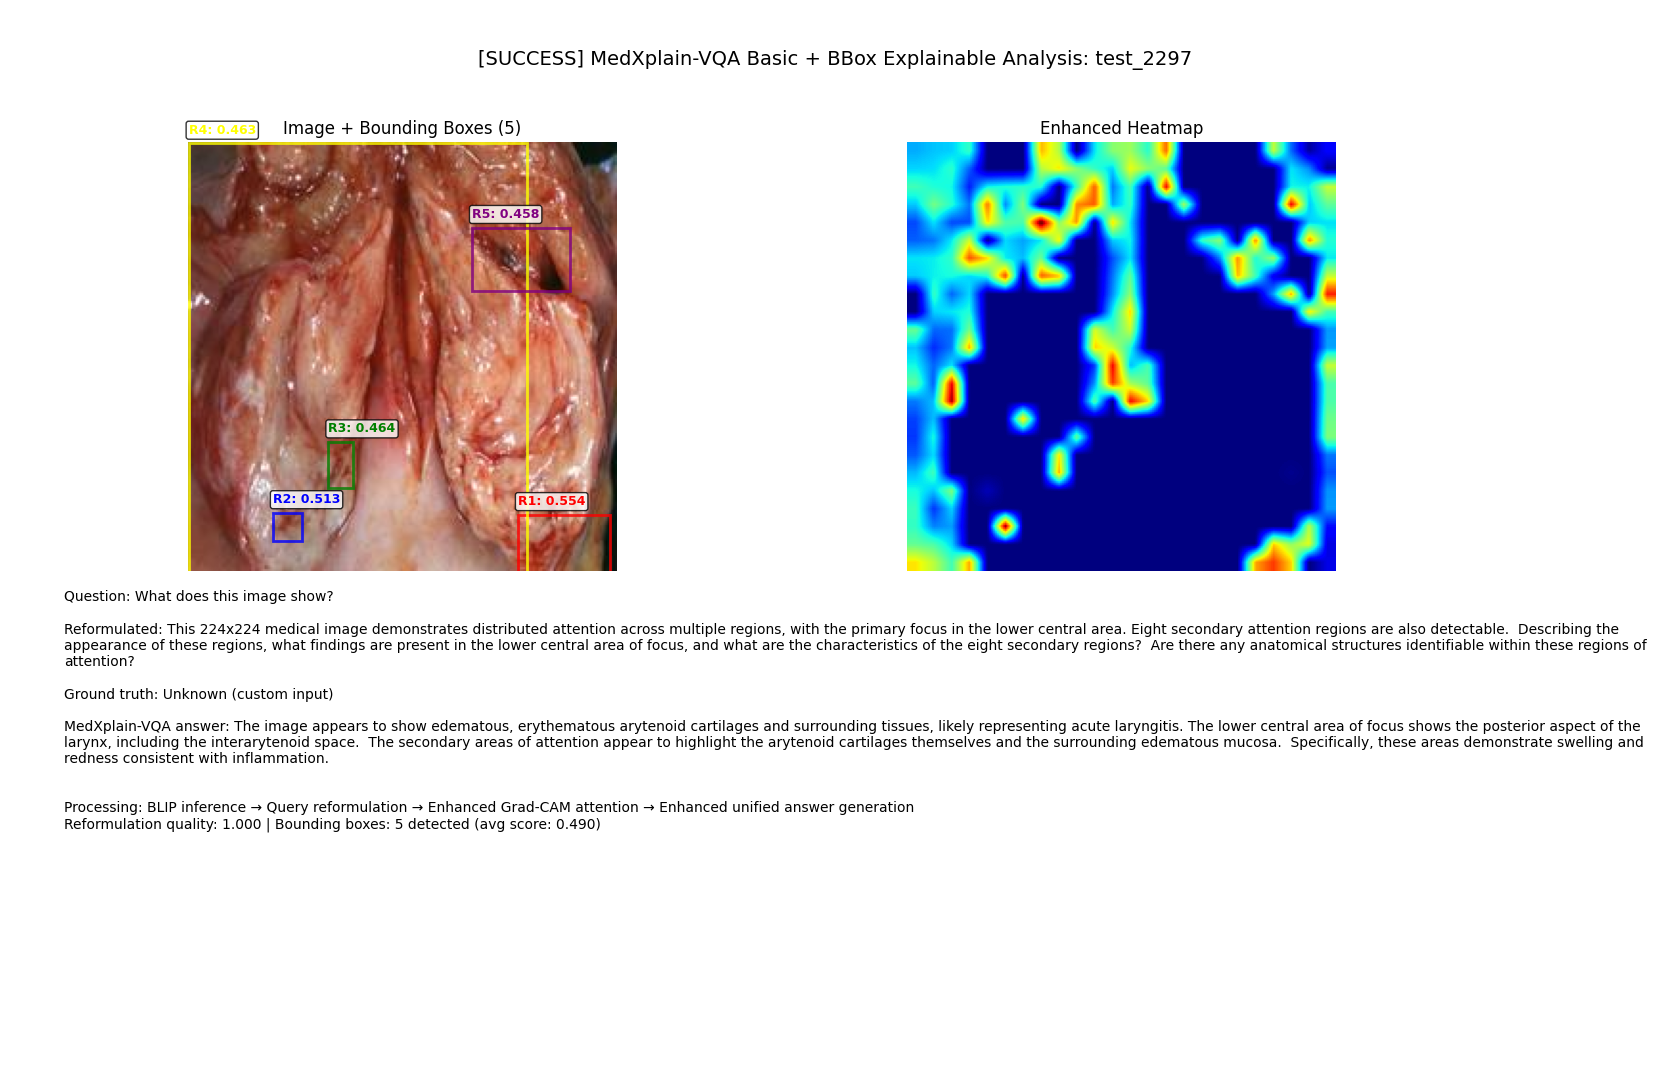 [SUCCESS] MedXplain-VQA Basic + BBox Explainable Analysis: test_2297
Image + Bounding Boxes (5)
Enhanced Heatmap
R4: 0.463
R5: 0.458
R3: 0.464
R2: 0.513
R1: 0.554
Question: What does this image show?
Reformulated: This 224x224 medical image demonstrates distributed attention across multiple regions, with the primary focus in the lower central area. Eight secondary attention regions are also detectable.  Describing the
appearance of these regions, what findings are present in the lower central area of focus, and what are the characteristics of the eight secondary regions?  Are there any anatomical structures identifiable within these regions of
attention?
Ground truth: Unknown (custom input)
MedXplain-VQA answer: The image appears to show edematous, erythematous arytenoid cartilages and surrounding tissues, likely representing acute laryngitis. The lower central area of focus shows the posterior aspect of the
larynx, including the interarytenoid space.  The secondary areas of attention appear to highlight the arytenoid cartilages themselves and the surrounding edematous mucosa.  Specifically, these areas demonstrate swelling and
redness consistent with inflammation.
Processing: BLIP inference → Query reformulation → Enhanced Grad-CAM attention → Enhanced unified answer generation
Reformulation quality: 1.000 | Bounding boxes: 5 detected (avg score: 0.490)